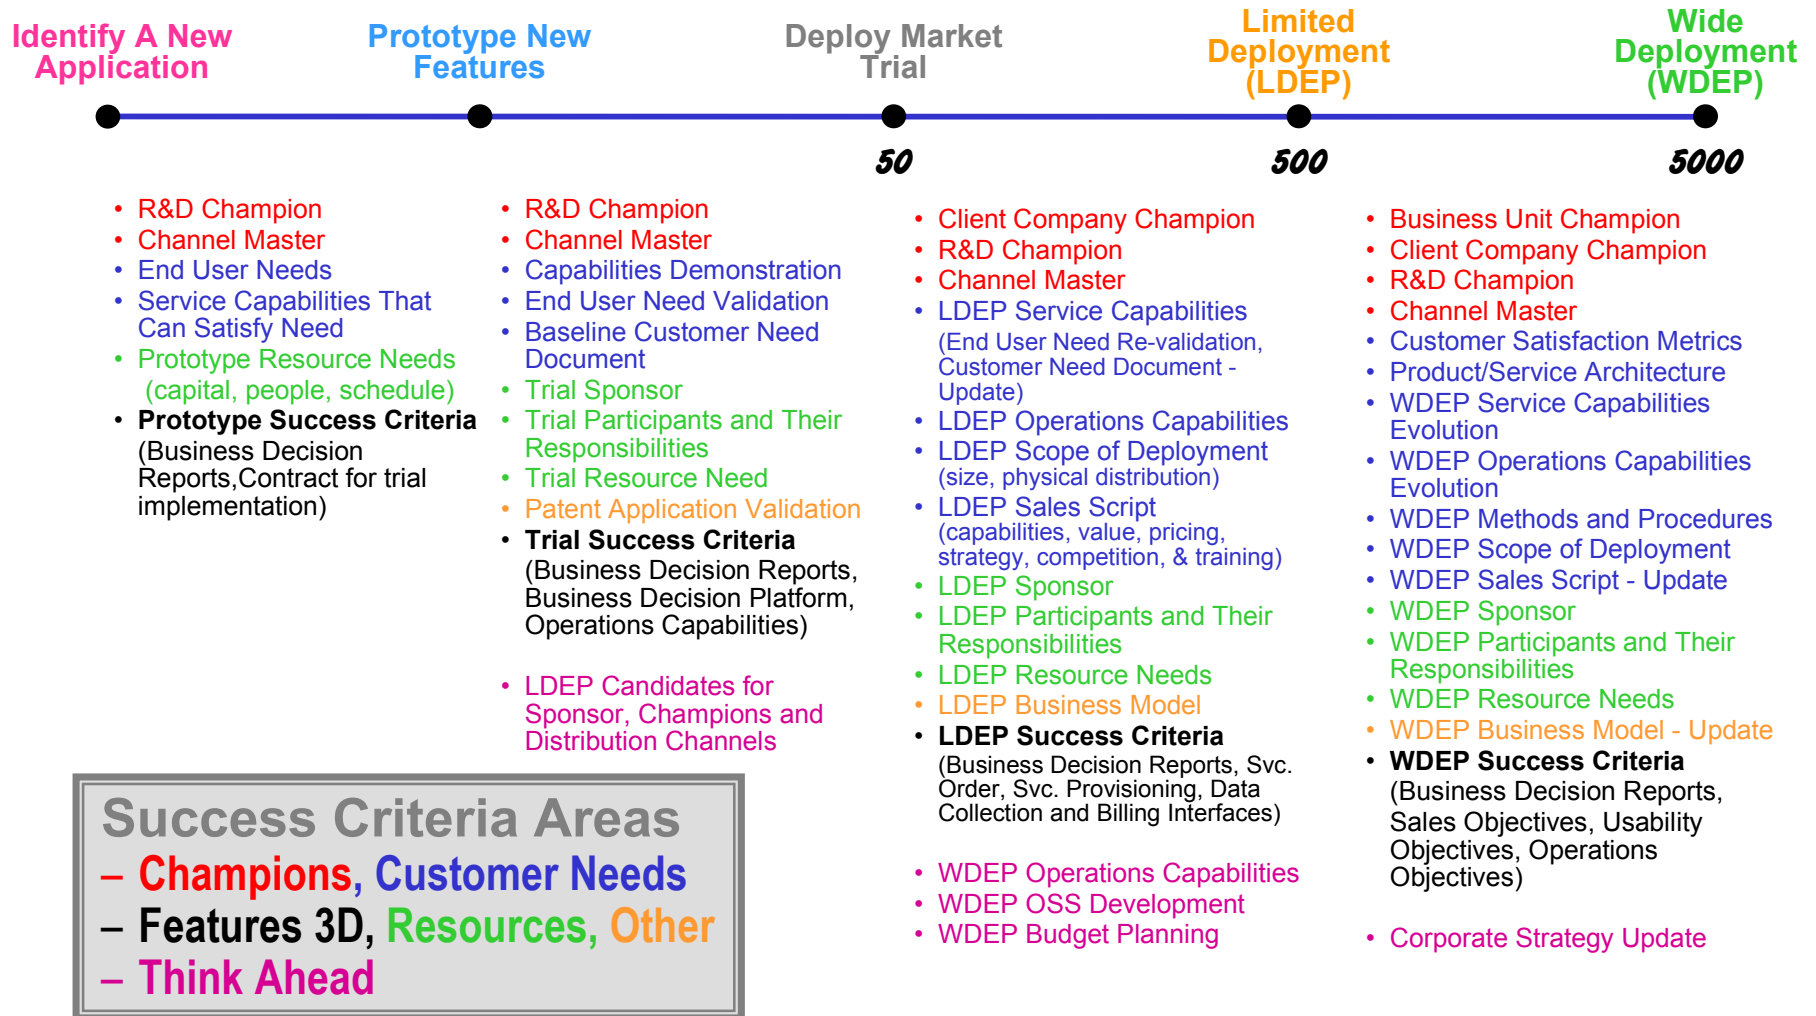 Identify A New
Application
Prototype New
Features
Deploy Market
Trial
Limited
Deployment
(LDEP)
Wide
Deployment
(WDEP)
50
500
5000
• R&D Champion
• Channel Master
• End User Needs
• Service Capabilities That
Can Satisfy Need
• Prototype Resource Needs
(capital, people, schedule)
• Prototype Success Criteria
(Business Decision
Reports,Contract for trial
implementation)
• R&D Champion
• Channel Master
• Capabilities Demonstration
• End User Need Validation
• Baseline Customer Need
Document
• Trial Sponsor
• Trial Participants and Their
Responsibilities
• Trial Resource Need
• Patent Application Validation
• Trial Success Criteria
(Business Decision Reports,
Business Decision Platform,
Operations Capabilities)
• LDEP Candidates for
Sponsor, Champions and
Distribution Channels
• Client Company Champion
• R&D Champion
• Channel Master
• LDEP Service Capabilities
(End User Need Re-validation,
Customer Need Document -
Update)
• LDEP Operations Capabilities
• LDEP Scope of Deployment
(size, physical distribution)
• LDEP Sales Script
(capabilities, value, pricing,
strategy, competition, & training)
• LDEP Sponsor
• LDEP Participants and Their
Responsibilities
• LDEP Resource Needs
• LDEP Business Model
• LDEP Success Criteria
(Business Decision Reports, Svc.
Order, Svc. Provisioning, Data
Collection and Billing Interfaces)
• WDEP Operations Capabilities
• WDEP OSS Development
• WDEP Budget Planning
• Business Unit Champion
• Client Company Champion
• R&D Champion
• Channel Master
• Customer Satisfaction Metrics
• Product/Service Architecture
• WDEP Service Capabilities
Evolution
• WDEP Operations Capabilities
Evolution
• WDEP Methods and Procedures
• WDEP Scope of Deployment
• WDEP Sales Script - Update
• WDEP Sponsor
• WDEP Participants and Their
Responsibilities
• WDEP Resource Needs
• WDEP Business Model - Update
• WDEP Success Criteria
(Business Decision Reports,
Sales Objectives, Usability
Objectives, Operations
Objectives)
• Corporate Strategy Update
Success Criteria Areas
– Champions, Customer Needs
– Features 3D, Resources, Other
– Think Ahead